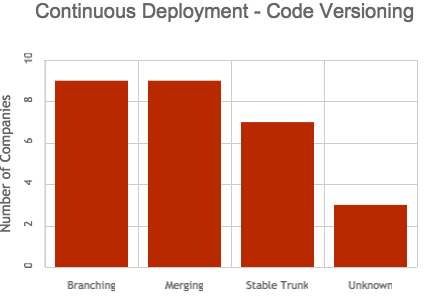 Continuous Deployment - Code Versioning
Number of Companies
10
8
6
4
2
0
Branching
Merging
Stable Trunk
Unknown